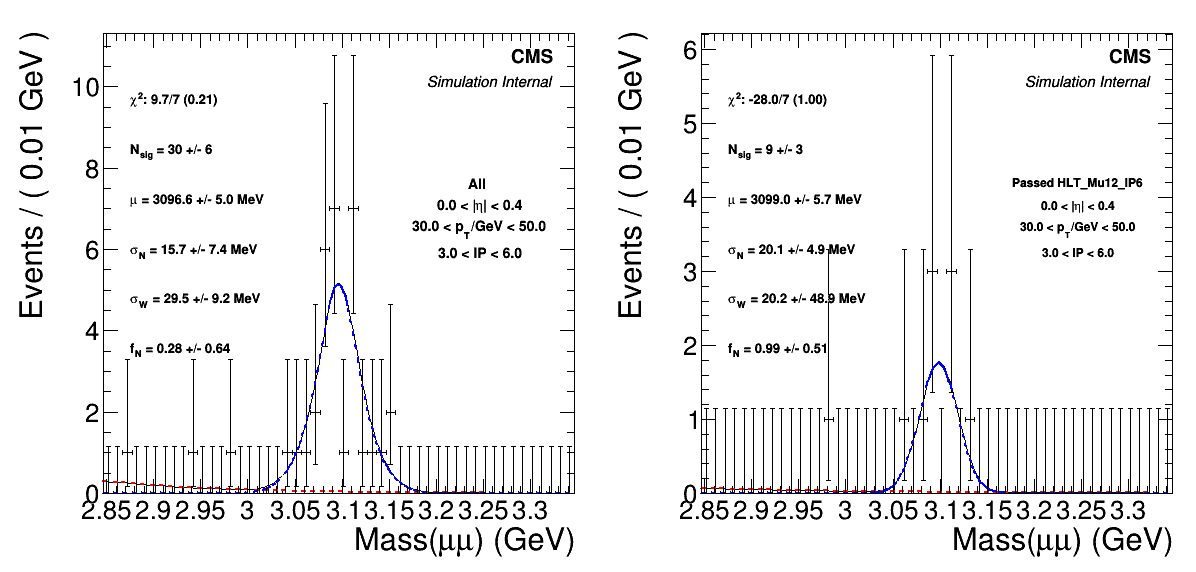 Events / ( 0.01 GeV )
10
8
6
4
2
0
CMS
Simulation Internal
χ²: 9.7/7 (0.21)
N_sig = 30 +/- 6
μ = 3096.6 +/- 5.0 MeV
σ_N = 15.7 +/- 7.4 MeV
σ_W = 29.5 +/- 9.2 MeV
f_N = 0.28 +/- 0.64
All
0.0 < |η| < 0.4
30.0 < p_T/GeV < 50.0
3.0 < IP < 6.0
2.85 2.9 2.95 3 3.05 3.1 3.15 3.2 3.25 3.3
Mass(μμ) (GeV)
Events / ( 0.01 GeV )
6
5
4
3
2
1
0
CMS
Simulation Internal
χ²: -28.0/7 (1.00)
N_sig = 9 +/- 3
μ = 3099.0 +/- 5.7 MeV
σ_N = 20.1 +/- 4.9 MeV
σ_W = 20.2 +/- 48.9 MeV
f_N = 0.99 +/- 0.51
Passed HLT_Mu12_IP6
0.0 < |η| < 0.4
30.0 < p_T/GeV < 50.0
3.0 < IP < 6.0
2.85 2.9 2.95 3 3.05 3.1 3.15 3.2 3.25 3.3
Mass(μμ) (GeV)